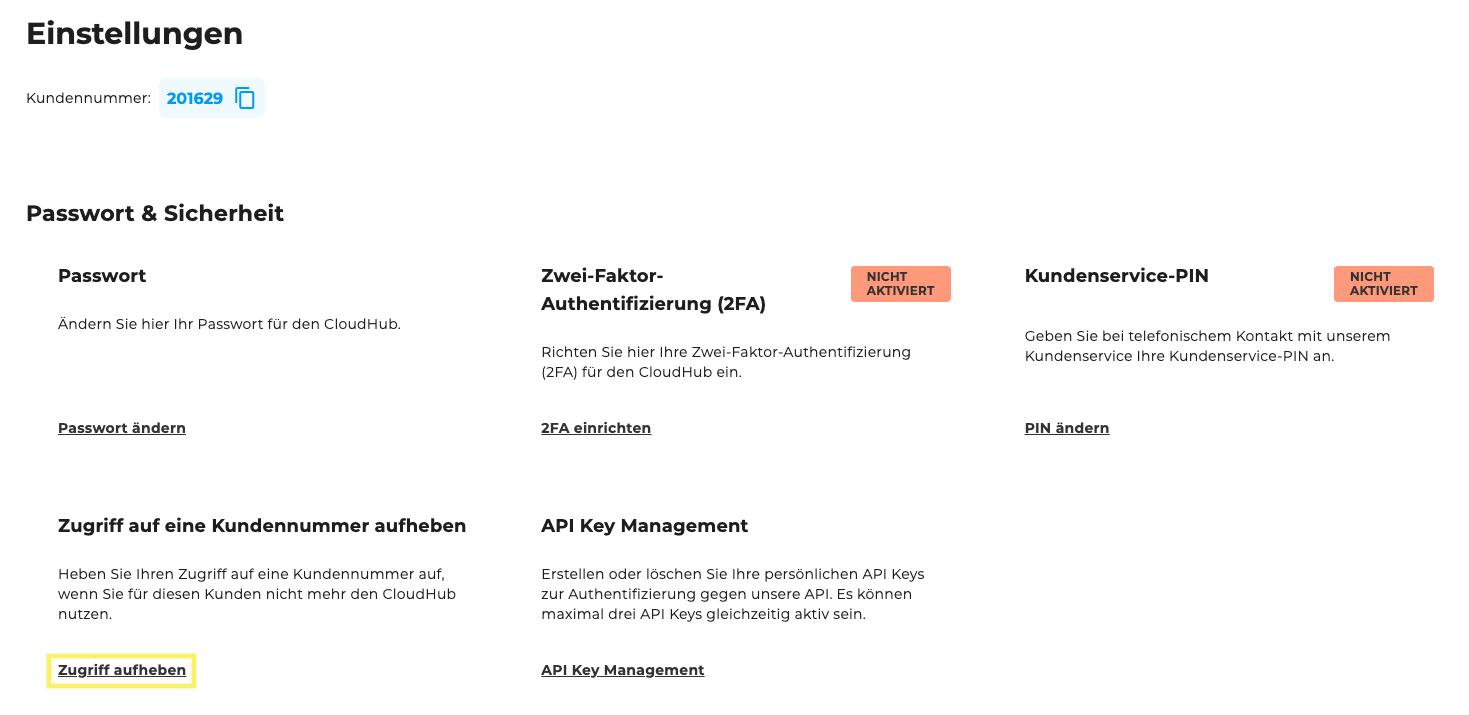 Einstellungen
Kundennummer: 201629
Passwort & Sicherheit
Passwort
Ändern Sie hier Ihr Passwort für den CloudHub.
Passwort ändern
Zwei-Faktor-
Authentifizierung (2FA)
NICHT
AKTIVIERT
Richten Sie hier Ihre Zwei-Faktor-Authentifizierung
(2FA) für den CloudHub ein.
2FA einrichten
Kundenservice-PIN
NICHT
AKTIVIERT
Geben Sie bei telefonischem Kontakt mit unserem
Kundenservice Ihre Kundenservice-PIN an.
PIN ändern
Zugriff auf eine Kundennummer aufheben
Heben Sie Ihren Zugriff auf eine Kundennummer auf,
wenn Sie für diesen Kunden nicht mehr den CloudHub
nutzen.
Zugriff aufheben
API Key Management
Erstellen oder löschen Sie Ihre persönlichen API Keys
zur Authentifizierung gegen unsere API. Es können
maximal drei API Keys gleichzeitig aktiv sein.
API Key Management